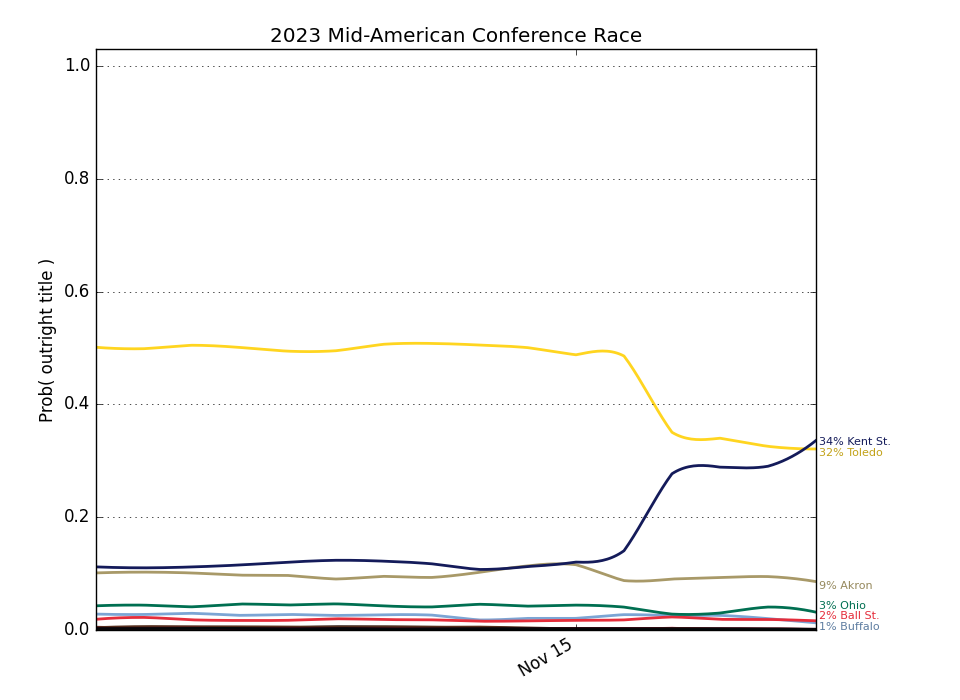 2023 Mid-American Conference Race
Prob( outright title )
1.0
0.8
0.6
0.4
0.2
0.0
34% Kent St.
32% Toledo
9% Akron
3% Ohio
2% Ball St.
1% Buffalo
Nov 15